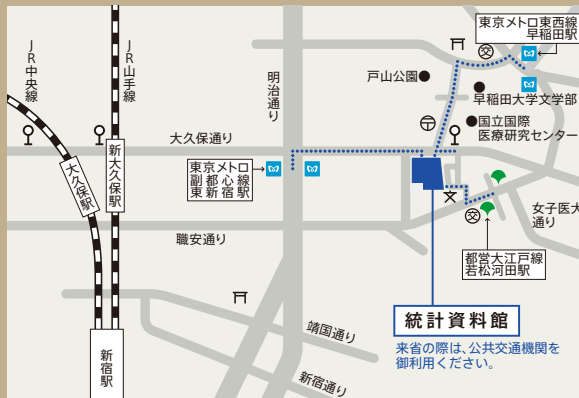 東京メトロ東西線
早稲田駅
JR中央線
JR山手線
明治通り
戸山公園
交
早稲田大学文学部
国立国際
医療研究センター
大久保通り
大久保駅
新大久保駅
東京メトロ
副都心線
東新宿駅
文
女子医大
通り
交
職安通り
都営大江戸線
若松河田駅
統計資料館
来省の際は、公共交通機関を
御利用ください。
靖国通り
新宿通り
新宿駅